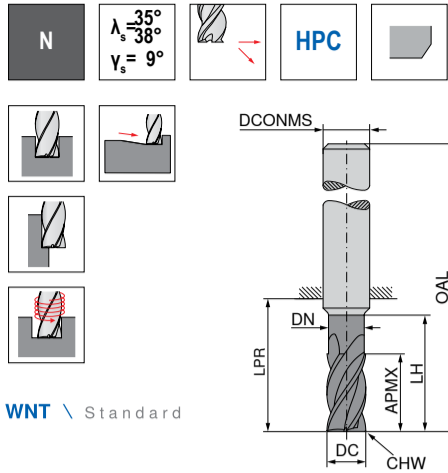 N
λs=35°
38°
γs= 9°
HPC
DCONMS
OAL
DN
LPR
APMX
LH
WNT \ Standard
DC
CHW